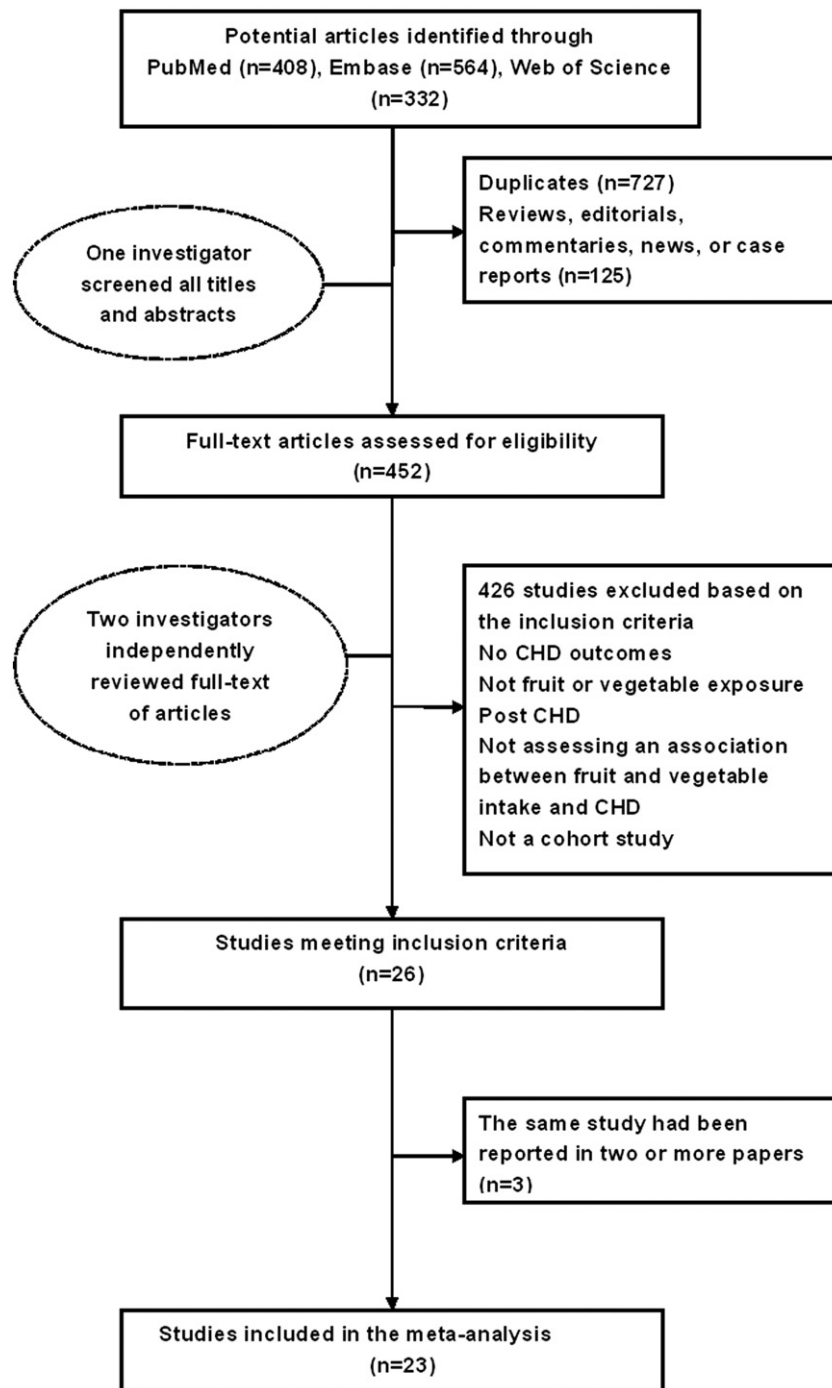 Potential articles identified through
PubMed (n=408), Embase (n=564), Web of Science
(n=332)
Duplicates (n=727)
Reviews, editorials,
commentaries, news, or case
reports (n=125)
One investigator
screened all titles
and abstracts
Full-text articles assessed for eligibility
(n=452)
Two investigators
independently
reviewed full-text
of articles
426 studies excluded based on
the inclusion criteria
No CHD outcomes
Not fruit or vegetable exposure
Post CHD
Not assessing an association
between fruit and vegetable
intake and CHD
Not a cohort study
Studies meeting inclusion criteria
(n=26)
The same study had been
reported in two or more papers
(n=3)
Studies included in the meta-analysis
(n=23)